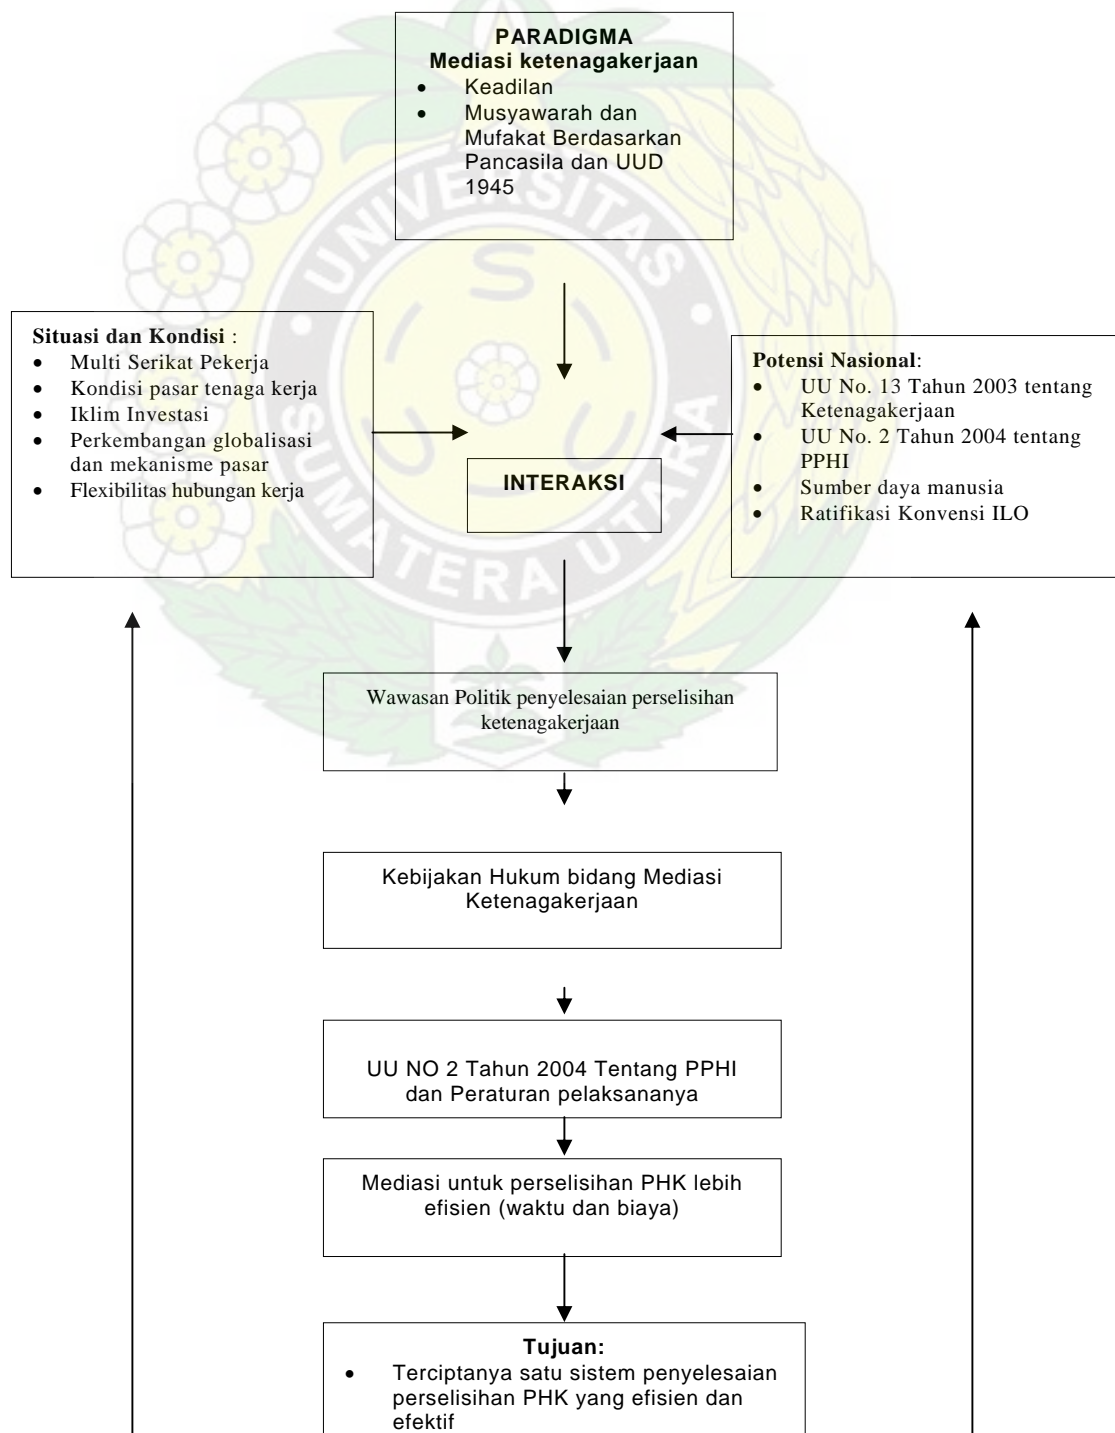 PARADIGMA
Mediasi ketenagakerjaan
• Keadilan
• Musyawarah dan
Mufakat Berdasarkan
Pancasila dan UUD
1945
UNIVERSITAS
SUMATERA UTARA
U S U
Situasi dan Kondisi :
• Multi Serikat Pekerja
• Kondisi pasar tenaga kerja
• Iklim Investasi
• Perkembangan globalisasi
dan mekanisme pasar
• Flexibilitas hubungan kerja
Potensi Nasional:
• UU No. 13 Tahun 2003 tentang
Ketenagakerjaan
• UU No. 2 Tahun 2004 tentang
PPHI
• Sumber daya manusia
• Ratifikasi Konvensi ILO
INTERAKSI
Wawasan Politik penyelesaian perselisihan
ketenagakerjaan
Kebijakan Hukum bidang Mediasi
Ketenagakerjaan
UU NO 2 Tahun 2004 Tentang PPHI
dan Peraturan pelaksananya
Mediasi untuk perselisihan PHK lebih
efisien (waktu dan biaya)
Tujuan:
• Terciptanya satu sistem penyelesaian
perselisihan PHK yang efisien dan
efektif